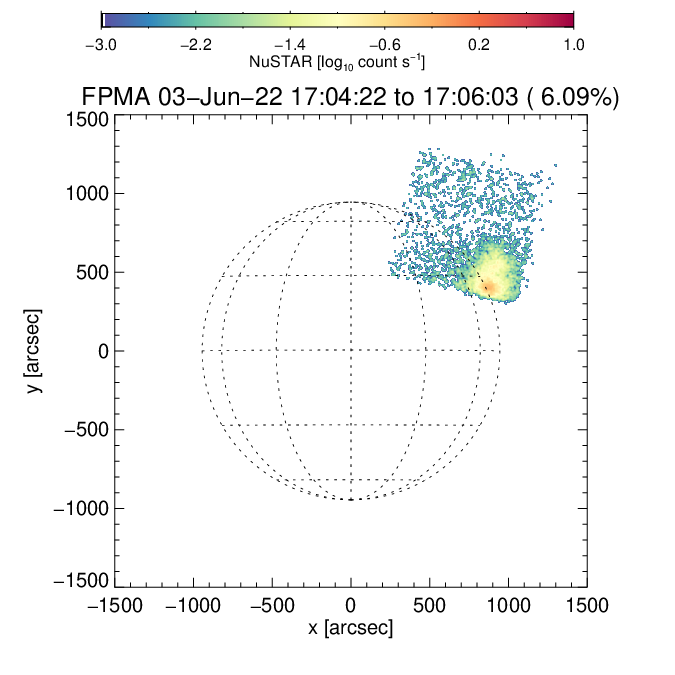 −3.0 −2.2 −1.4 −0.6 0.2 1.0
NuSTAR [log₁₀ count s⁻¹]
FPMA 03−Jun−22 17:04:22 to 17:06:03 ( 6.09%)
1500
1000
500
0
−500
−1000
−1500
y [arcsec]
−1500 −1000 −500 0 500 1000 1500
x [arcsec]